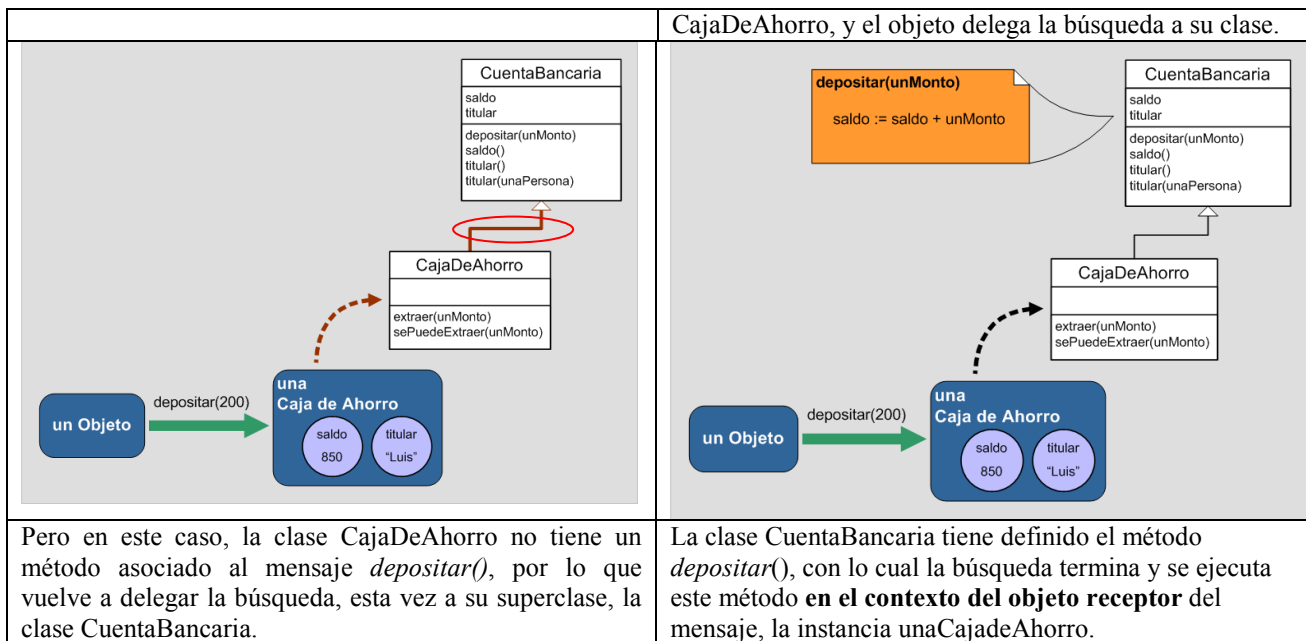 CajaDeAhorro, y el objeto delega la búsqueda a su clase.
CuentaBancaria
saldo
titular
depositar(unMonto)
saldo()
titular()
titular(unaPersona)
CajaDeAhorro
extraer(unMonto)
sePuedeExtraer(unMonto)
una
Caja de Ahorro
un Objeto
depositar(200)
saldo
850
titular
“Luis”
depositar(unMonto)
saldo := saldo + unMonto
CuentaBancaria
saldo
titular
depositar(unMonto)
saldo()
titular()
titular(unaPersona)
CajaDeAhorro
extraer(unMonto)
sePuedeExtraer(unMonto)
una
Caja de Ahorro
un Objeto
depositar(200)
saldo
850
titular
“Luis”
Pero en este caso, la clase CajaDeAhorro no tiene un
método asociado al mensaje depositar(), por lo que
vuelve a delegar la búsqueda, esta vez a su superclase, la
clase CuentaBancaria.
La clase CuentaBancaria tiene definido el método
depositar(), con lo cual la búsqueda termina y se ejecuta
este método en el contexto del objeto receptor del
mensaje, la instancia unaCajadeAhorro.